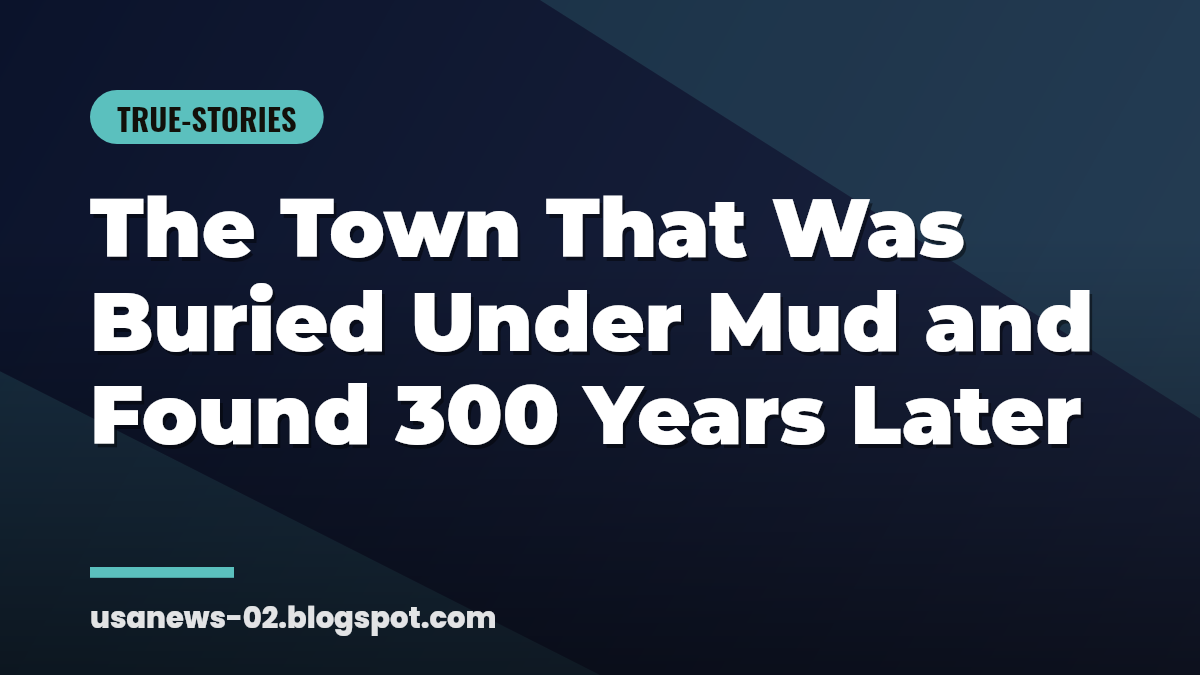 TRUE-STORIES
The Town That Was
Buried Under Mud and
Found 300 Years Later
usanews-02.blogspot.com